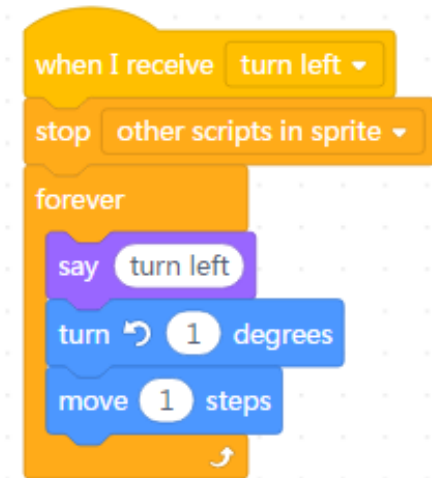 when I receive turn left
stop other scripts in sprite
forever
say turn left
turn 1 degrees
move 1 steps